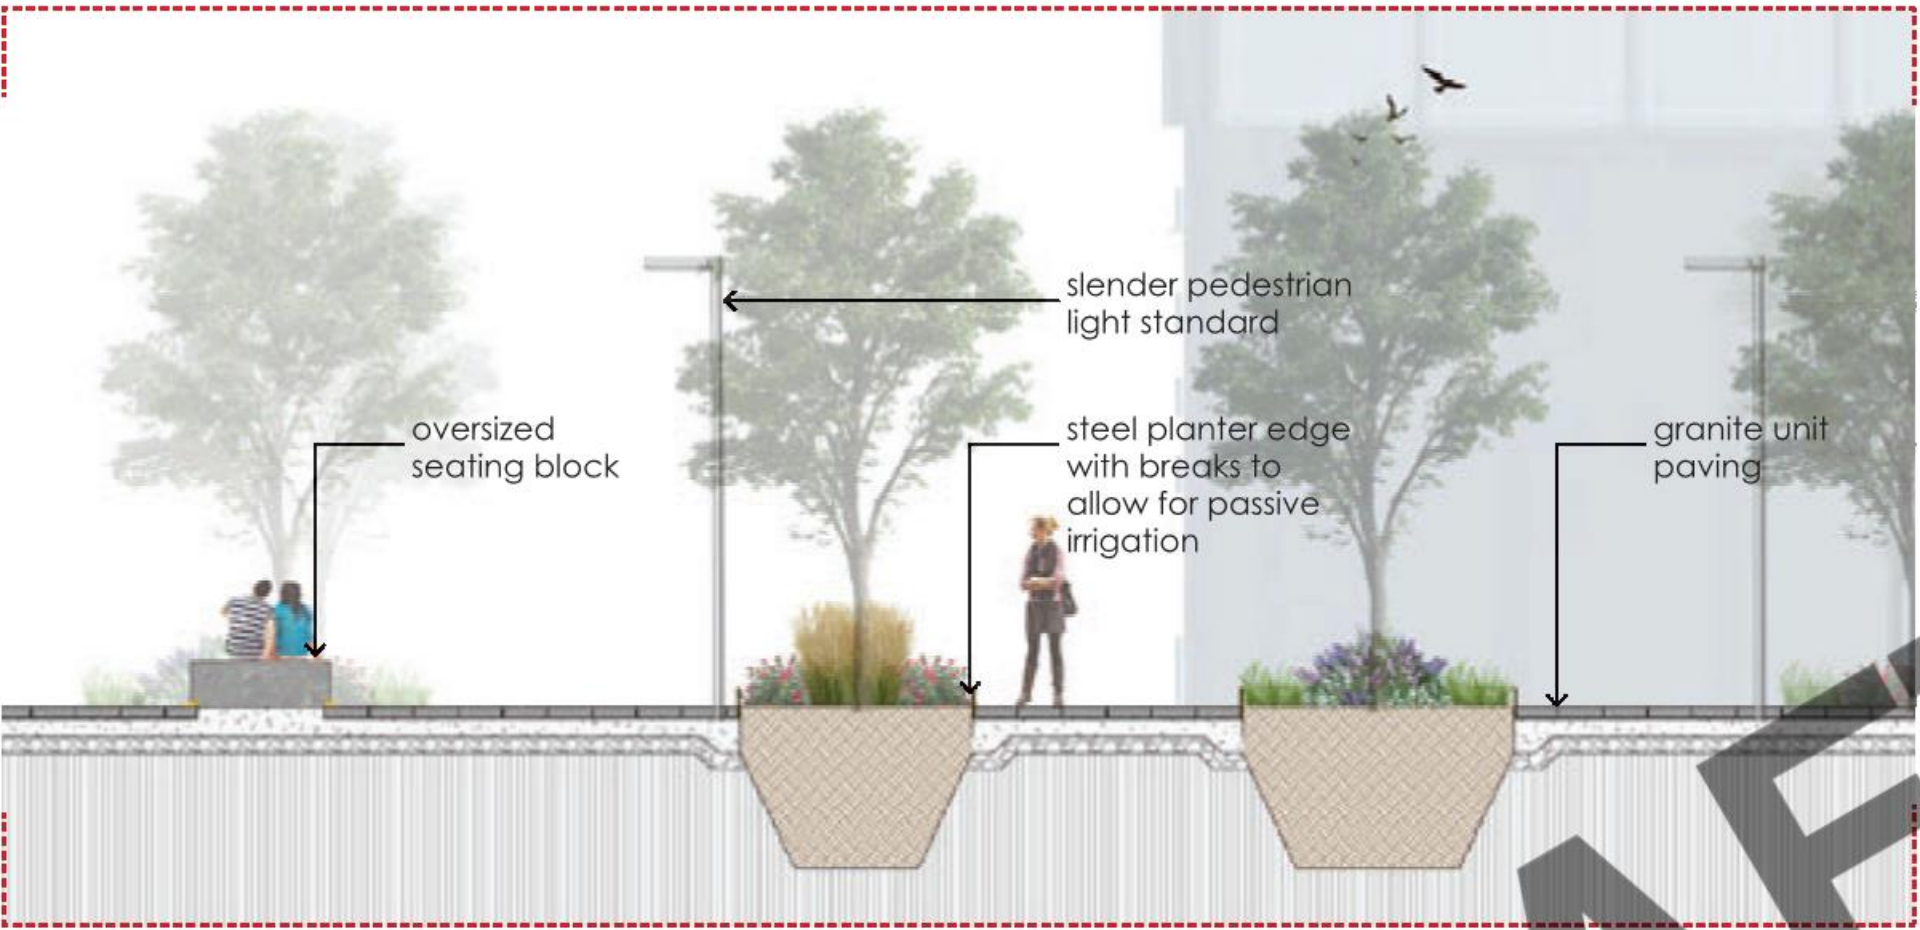 slender pedestrian
light standard
oversized
seating block
steel planter edge
with breaks to
allow for passive
irrigation
granite unit
paving